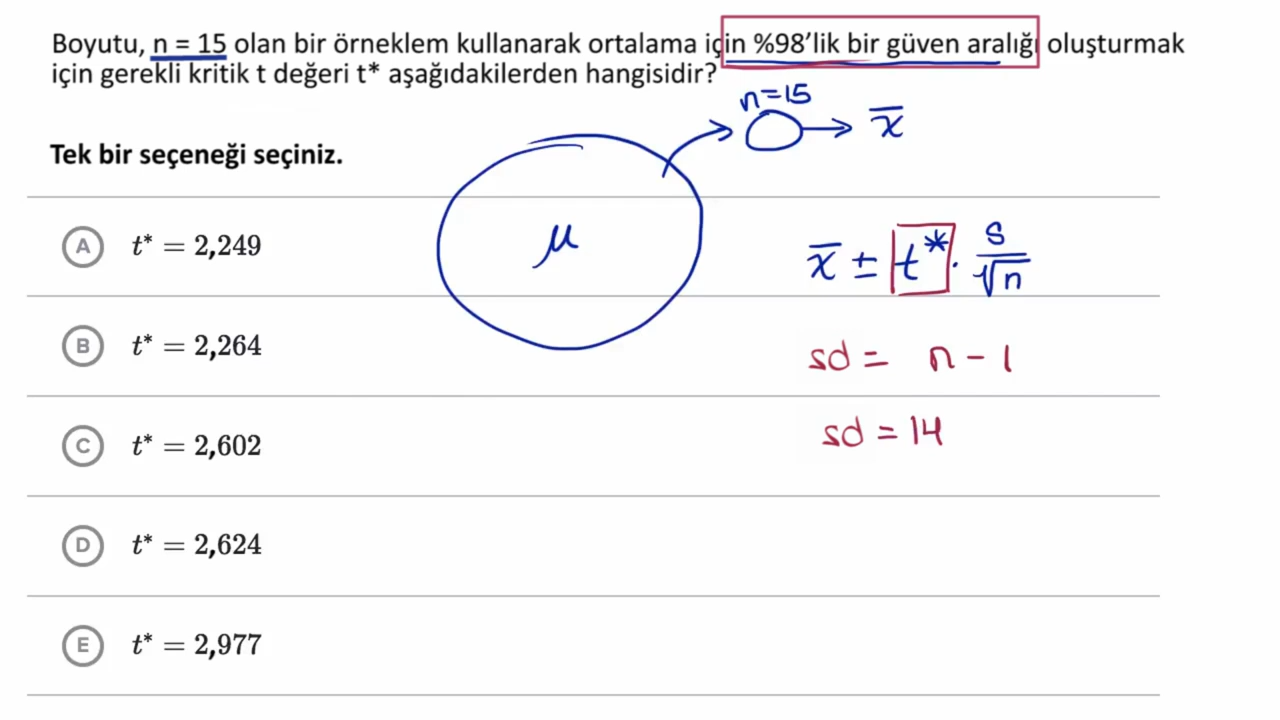 Boyutu, n = 15 olan bir örneklem kullanarak ortalama için %98'lik bir güven aralığı oluşturmak
için gerekli kritik t değeri t* aşağıdakilerden hangisidir?
n=15
x̄
Tek bir seçeneği seçiniz.
μ
A t* = 2,249
x̄ ± t* · s/√n
B t* = 2,264
sd = n - 1
C t* = 2,602
sd = 14
D t* = 2,624
E t* = 2,977